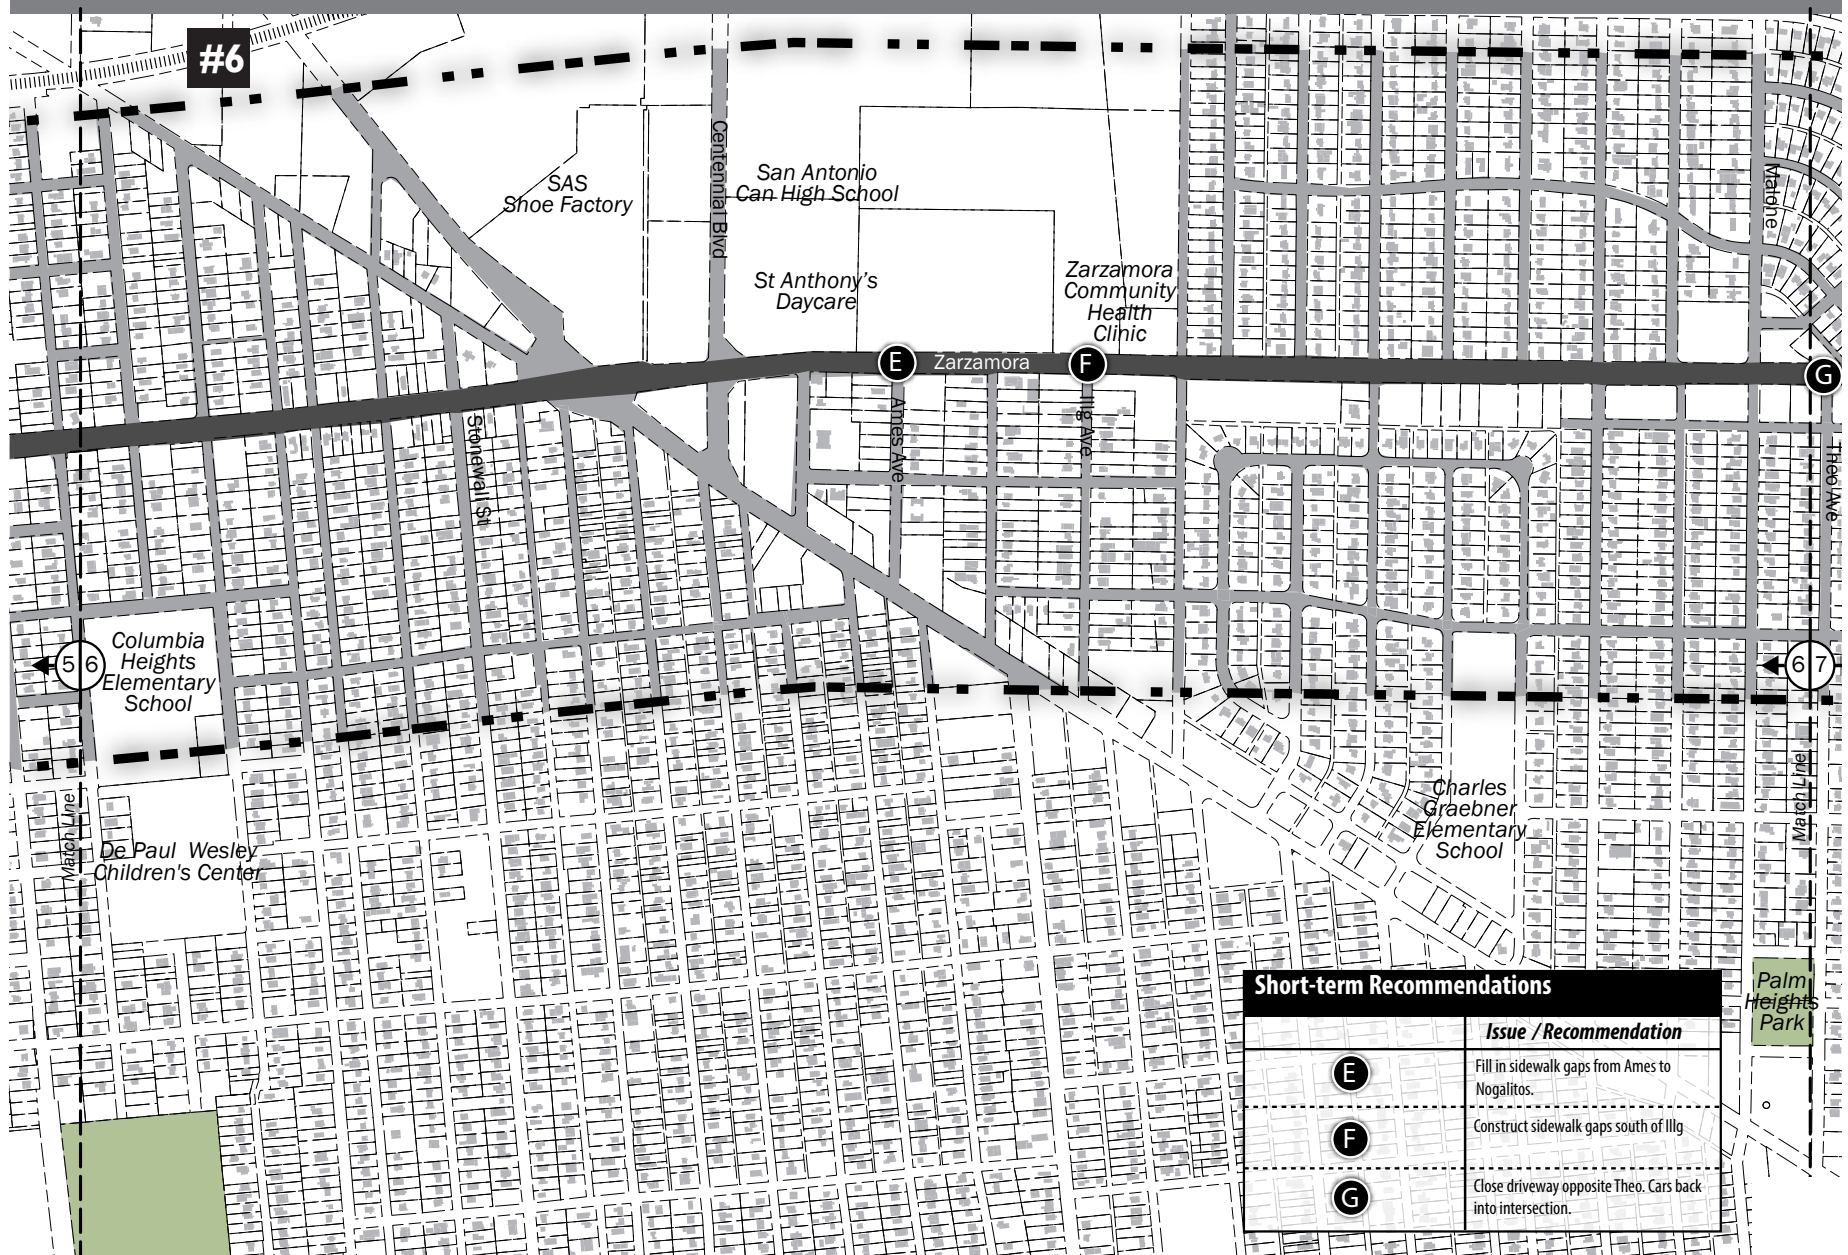 #6
Centennial Blvd
San Antonio
Can High School
SAS
Shoe Factory
Malone
St Anthony's
Daycare
Zarzamora
Community
Health
Clinic
E
Zarzamora
F
G
Stonewall St
Ames Ave
Illg Ave
Theo Ave
5 6
Columbia
Heights
Elementary
School
6 7
Match Line
De Paul Wesley
Children's Center
Charles
Graebner
Elementary
School
Match Line
Palm
Heights
Park
Short-term Recommendations
Issue / Recommendation
E
Fill in sidewalk gaps from Ames to
Nogalitos.
F
Construct sidewalk gaps south of Illg
G
Close driveway opposite Theo. Cars back
into intersection.